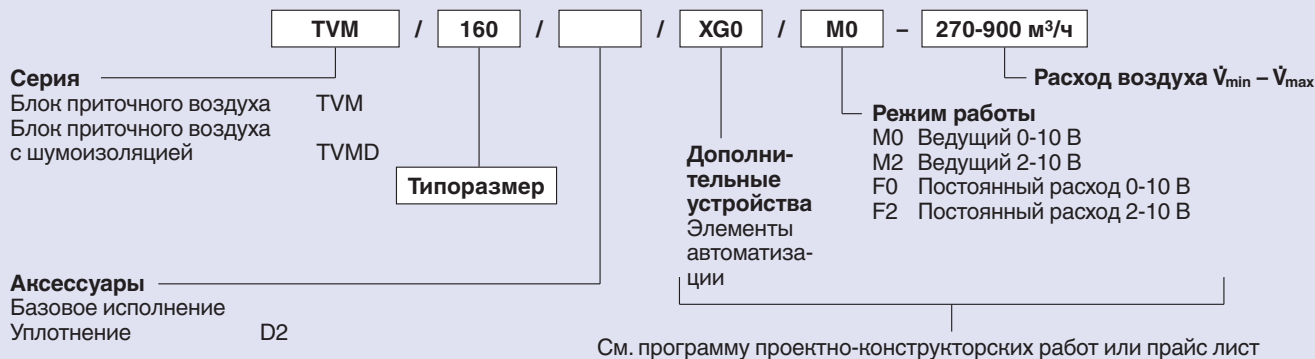 TVM / 160 / / XG0 / M0 – 270-900 м³/ч
Серия
Блок приточного воздуха TVM
Блок приточного воздуха
с шумоизоляцией TVMD
Типоразмер
Аксессуары
Базовое исполнение
Уплотнение D2
Дополни-
тельные
устройства
Элементы
автоматиза-
ции
Расход воздуха V̇min – V̇max
Режим работы
M0 Ведущий 0-10 В
M2 Ведущий 2-10 В
F0 Постоянный расход 0-10 В
F2 Постоянный расход 2-10 В
См. программу проектно-конструкторских работ или прайс лист